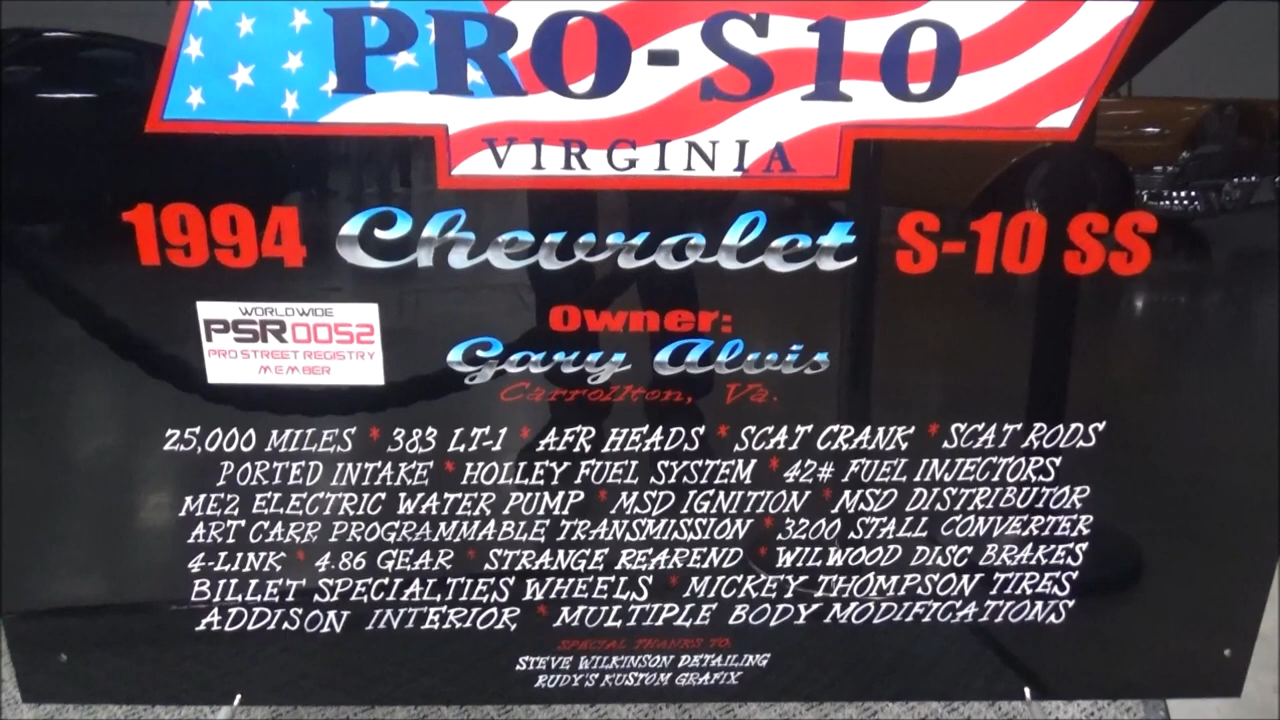 PRO-S10
VIRGINIA
1994 Chevrolet S-10 SS
WORLDWIDE
PSR0052
PRO STREET REGISTRY
MEMBER
Owner:
Gary Alvis
Carrollton, Va.
25,000 MILES * 383 LT-1 * AFR HEADS * SCAT CRANK * SCAT RODS
PORTED INTAKE * HOLLEY FUEL SYSTEM * 42# FUEL INJECTORS
MEZ ELECTRIC WATER PUMP * MSD IGNITION * MSD DISTRIBUTOR
ART CARR PROGRAMMABLE TRANSMISSION * 3200 STALL CONVERTER
4-LINK * 4.86 GEAR * STRANGE REAREND * WILWOOD DISC BRAKES
BILLET SPECIALTIES WHEELS * MICKEY THOMPSON TIRES
ADDISON INTERIOR * MULTIPLE BODY MODIFICATIONS
SPECIAL THANKS TO:
STEVE WILKINSON DETAILING
RUDY'S KUSTOM GRAFIX